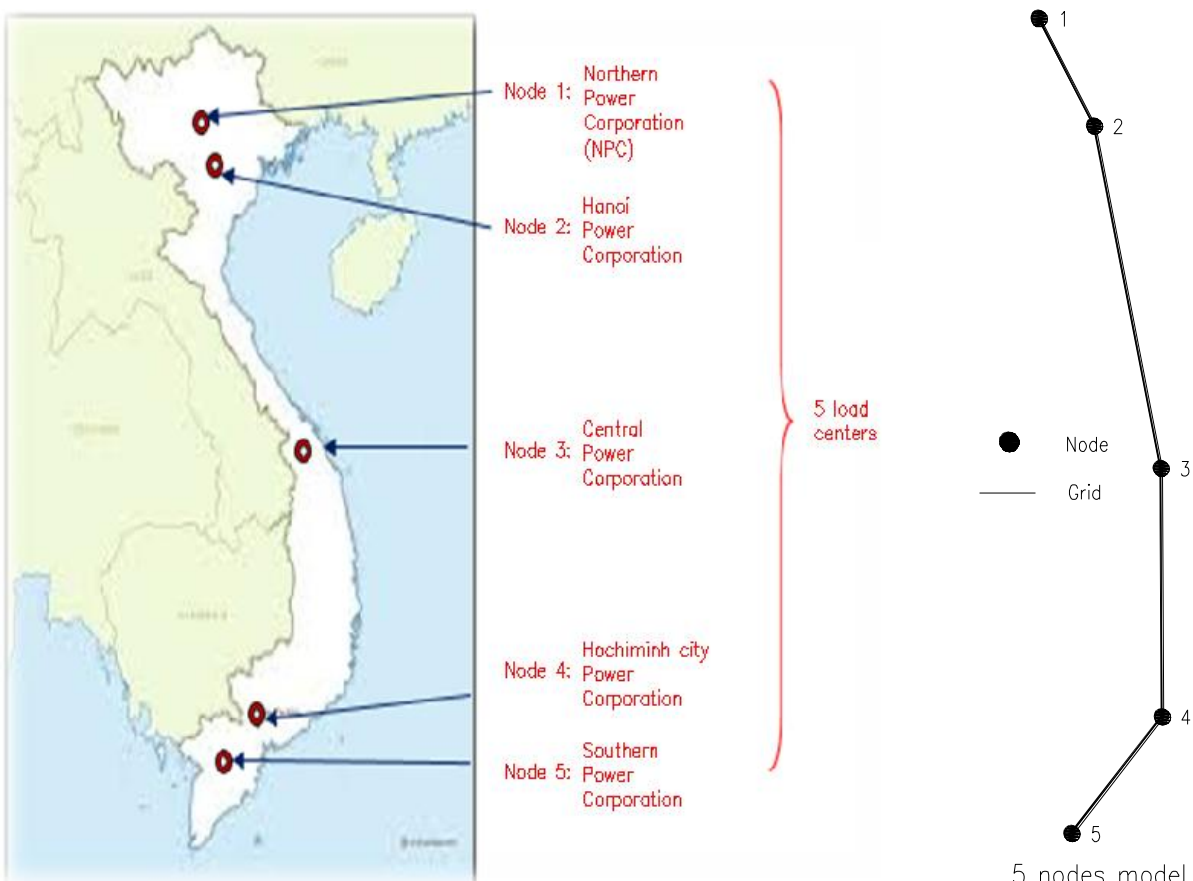 Node 1:
Northern
Power
Corporation
(NPC)
Node 2:
Hanoi
Power
Corporation
Node 3:
Central
Power
Corporation
Node 4:
Hochiminh city
Power
Corporation
Node 5:
Southern
Power
Corporation
5 load
centers
1
2
3
4
5
Node
Grid
5 nodes model